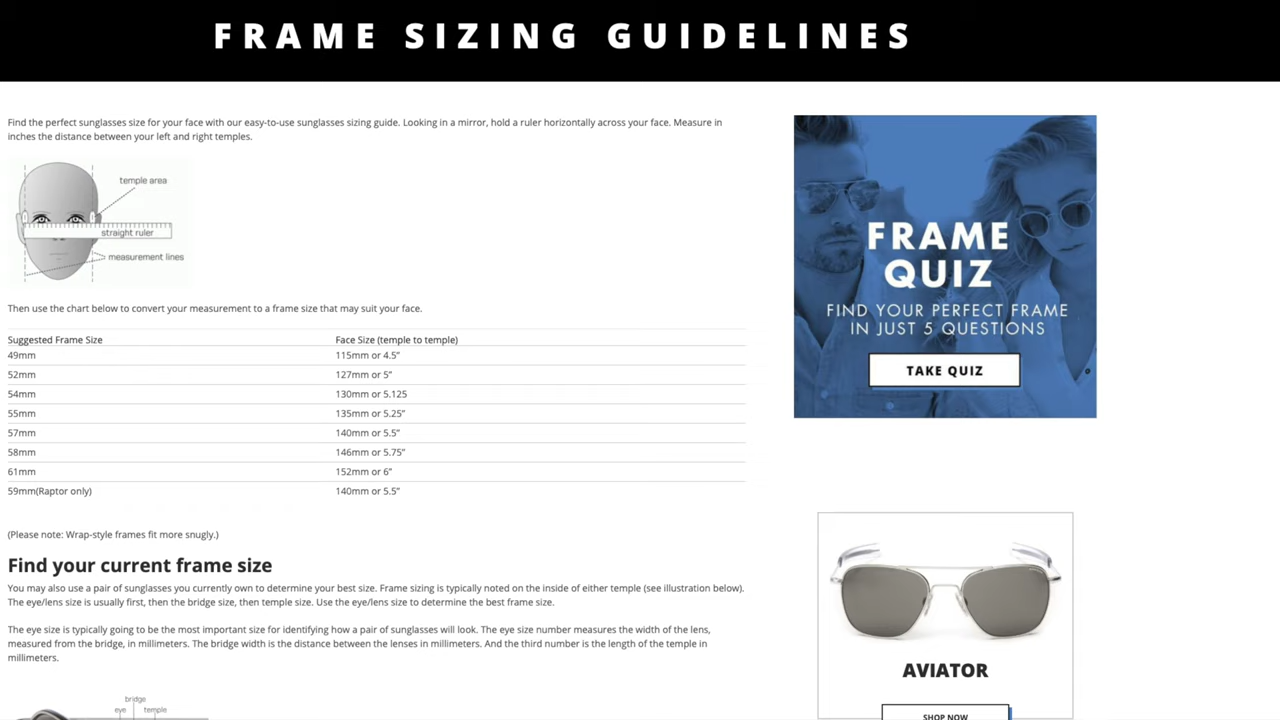 FRAME SIZING GUIDELINES
Find the perfect sunglasses size for your face with our easy-to-use sunglasses sizing guide. Looking in a mirror, hold a ruler horizontally across your face. Measure in
inches the distance between your left and right temples.
temple area
straight ruler
measurement lines
Then use the chart below to convert your measurement to a frame size that may suit your face.
Suggested Frame Size Face Size (temple to temple)
49mm 115mm or 4.5"
52mm 127mm or 5"
54mm 130mm or 5.125
55mm 135mm or 5.25"
57mm 140mm or 5.5"
58mm 146mm or 5.75"
61mm 152mm or 6"
59mm(Raptor only) 140mm or 5.5"
(Please note: Wrap-style frames fit more snugly.)
Find your current frame size
You may also use a pair of sunglasses you currently own to determine your best size. Frame sizing is typically noted on the inside of either temple (see illustration below).
The eye/lens size is usually first, then the bridge size, then temple size. Use the eye/lens size to determine the best frame size.
The eye size is typically going to be the most important size for identifying how a pair of sunglasses will look. The eye size number measures the width of the lens,
measured from the bridge, in millimeters. The bridge width is the distance between the lenses in millimeters. And the third number is the length of the temple in
millimeters.
bridge
eye temple
FRAME
QUIZ
FIND YOUR PERFECT FRAME
IN JUST 5 QUESTIONS
TAKE QUIZ
AVIATOR
SHOP NOW